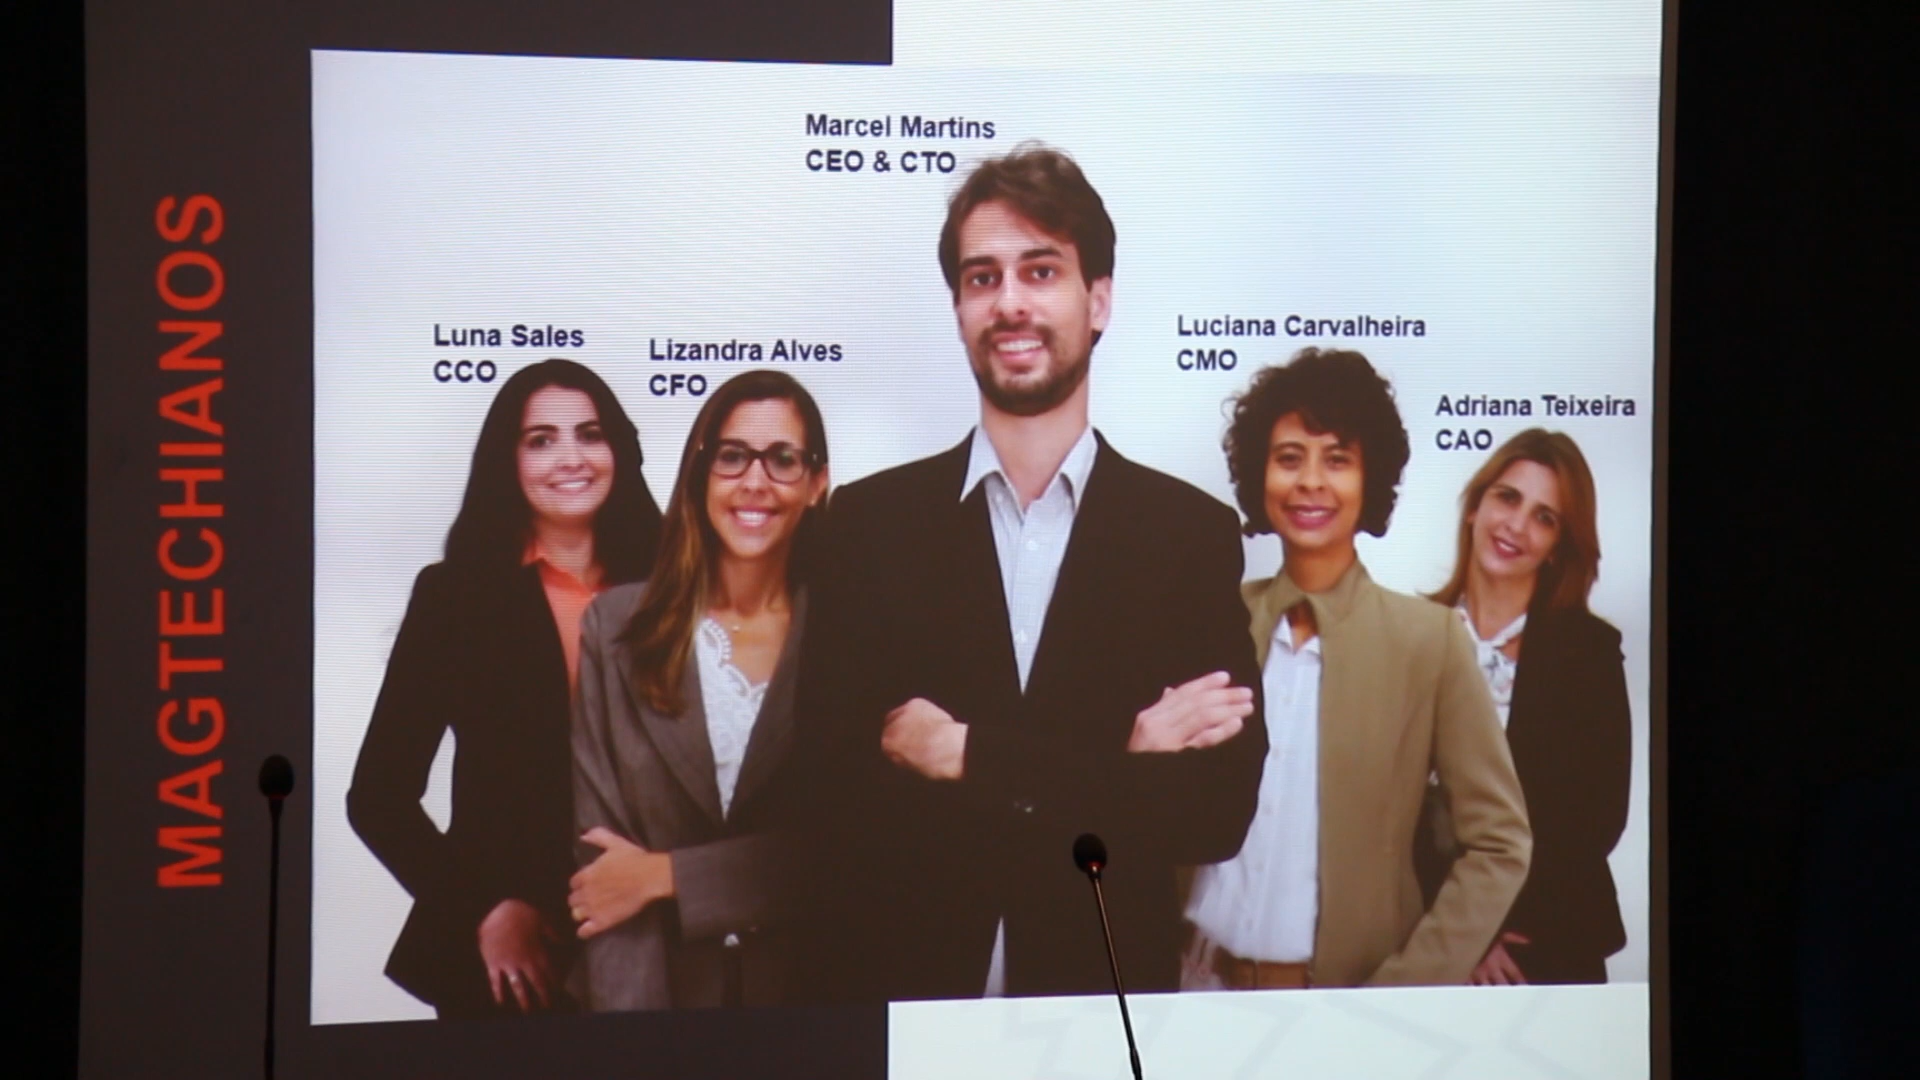 MAGTECHIANOS
Marcel Martins
CEO & CTO
Luna Sales
CCO
Lizandra Alves
CFO
Luciana Carvalheira
CMO
Adriana Teixeira
CAO